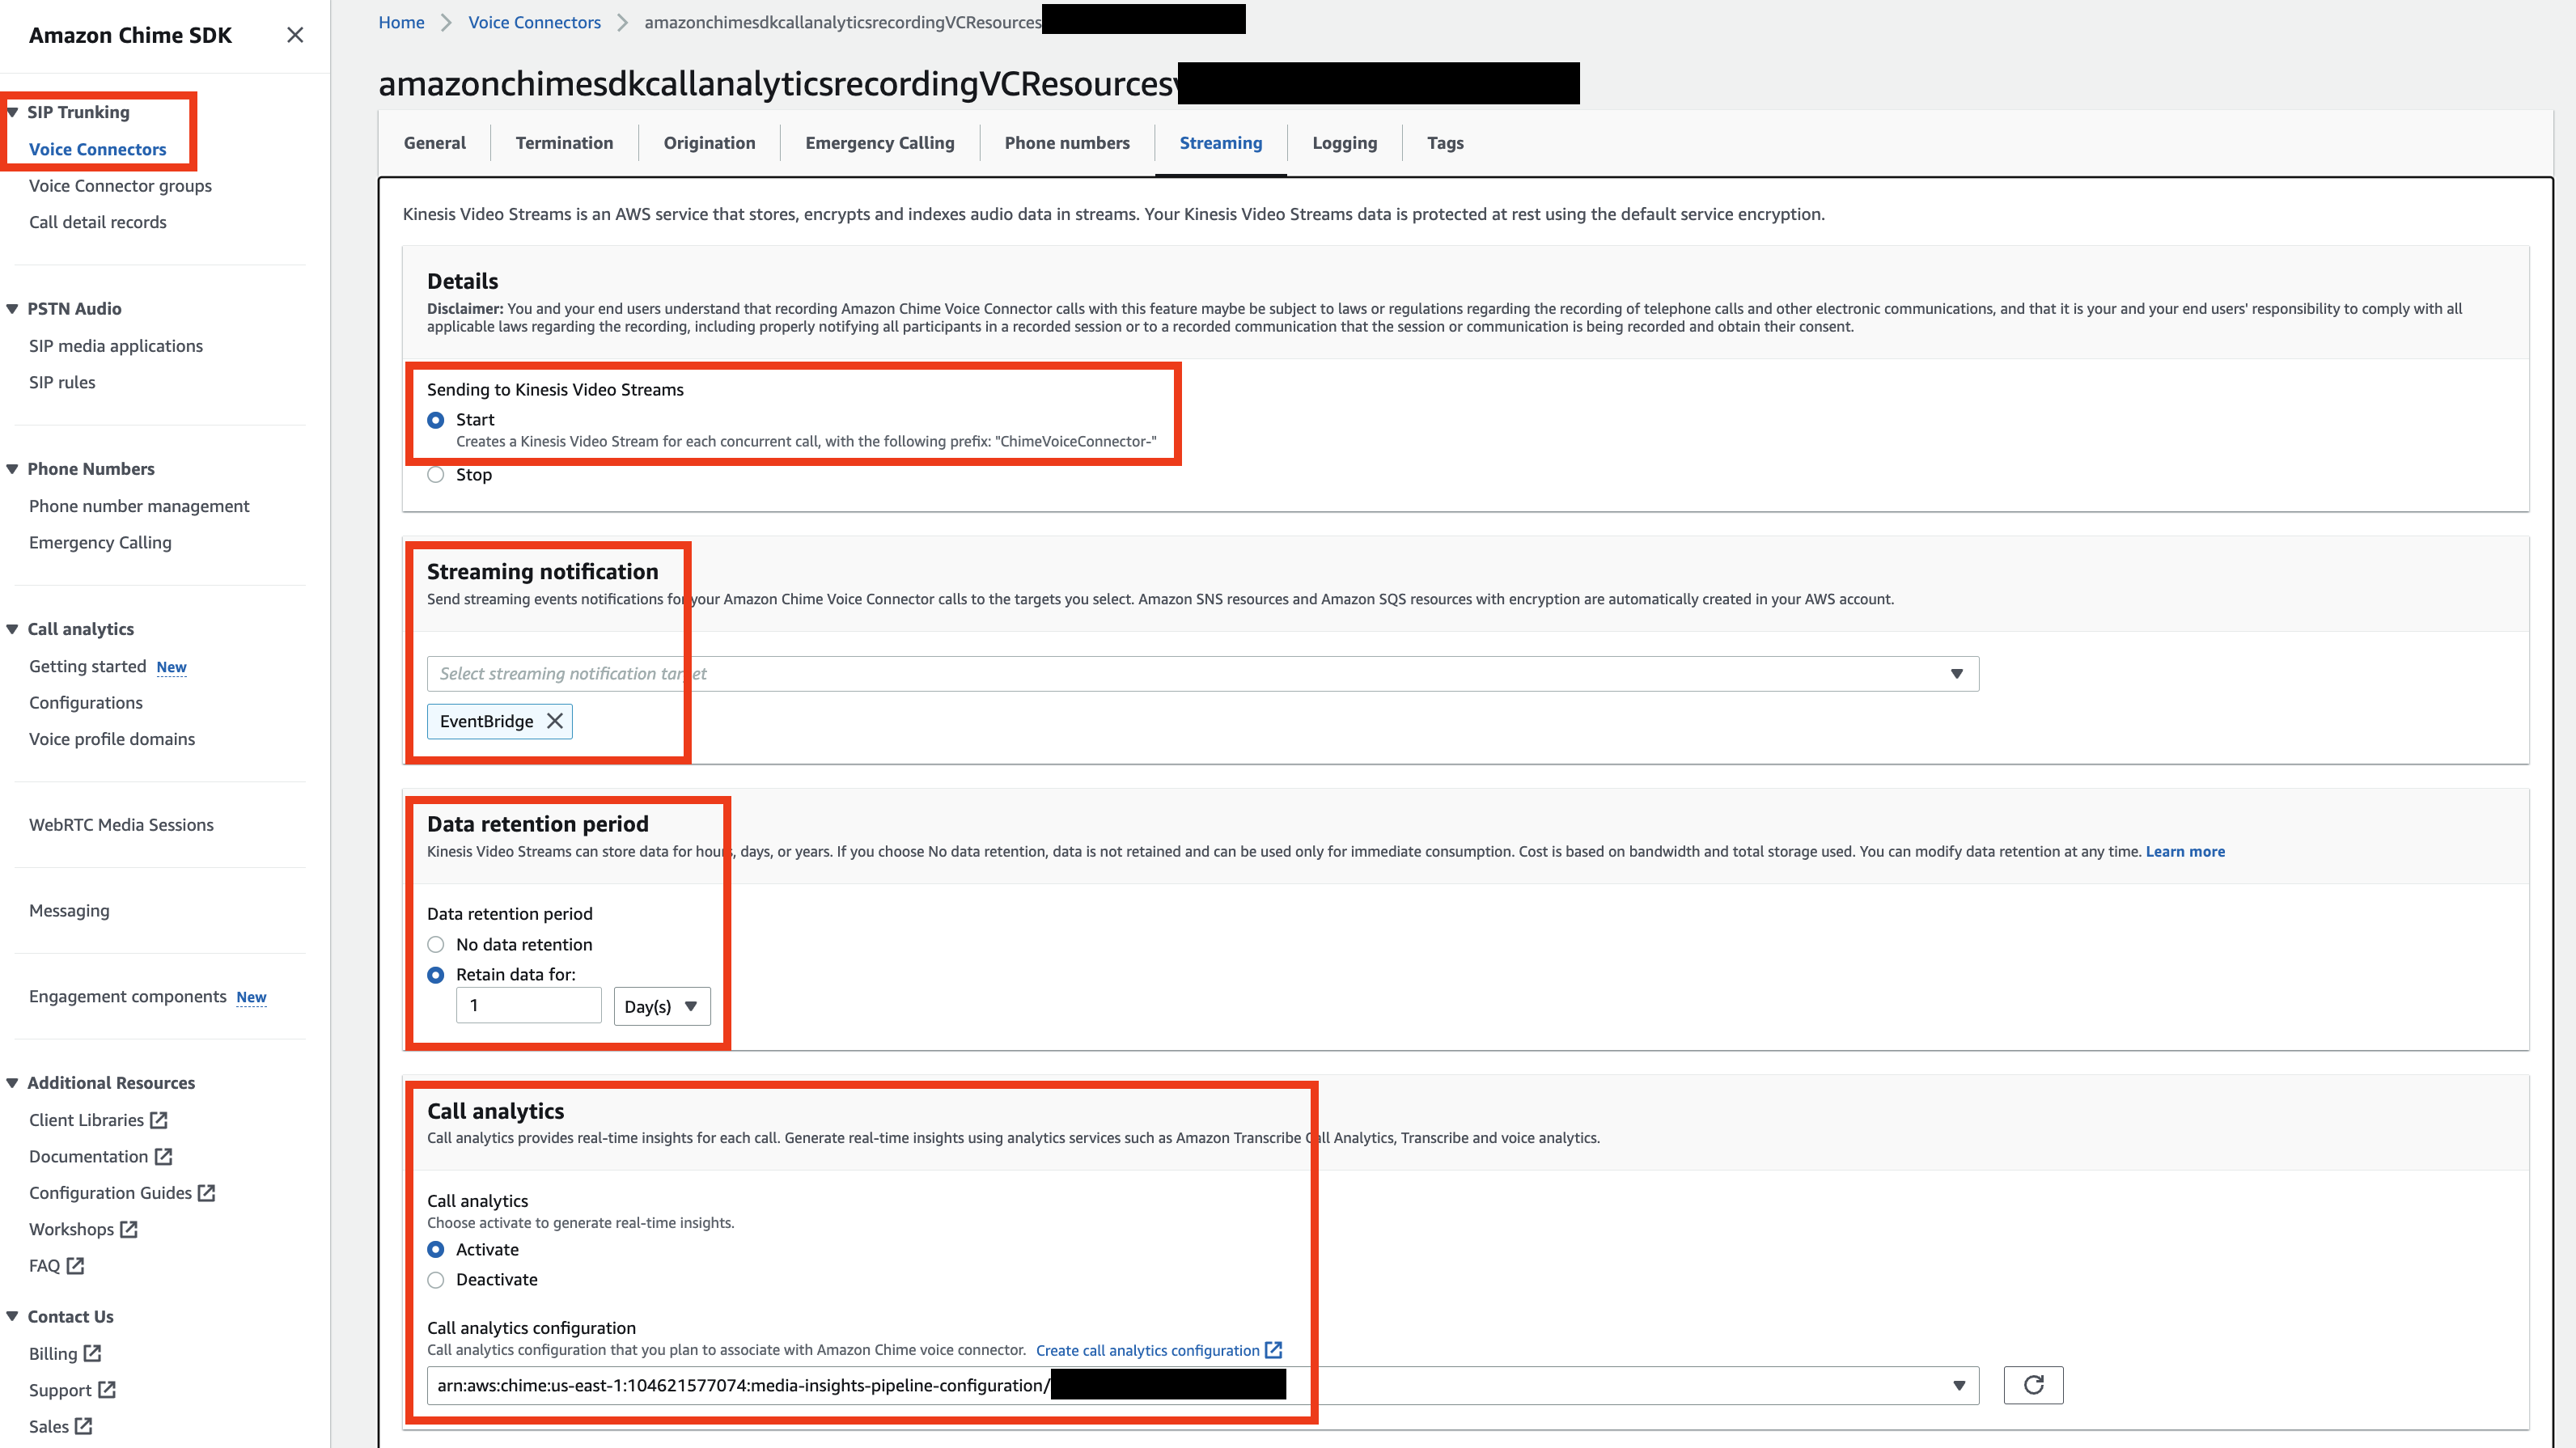 Amazon Chime SDK
SIP Trunking
Voice Connectors
Voice Connector groups
Call detail records
PSTN Audio
SIP media applications
SIP rules
Phone Numbers
Phone number management
Emergency Calling
Call analytics
Getting started New
Configurations
Voice profile domains
WebRTC Media Sessions
Messaging
Engagement components New
Additional Resources
Client Libraries
Documentation
Configuration Guides
Workshops
FAQ
Contact Us
Billing
Support
Sales
Home > Voice Connectors > amazonchimesdkcallanalyticsrecordingVCResources
amazonchimesdkcallanalyticsrecordingVCResourcesv
General Termination Origination Emergency Calling Phone numbers Streaming Logging Tags
Kinesis Video Streams is an AWS service that stores, encrypts and indexes audio data in streams. Your Kinesis Video Streams data is protected at rest using the default service encryption.
Details
Disclaimer: You and your end users understand that recording Amazon Chime Voice Connector calls with this feature maybe be subject to laws or regulations regarding the recording of telephone calls and other electronic communications, and that it is your and your end users' responsibility to comply with all
applicable laws regarding the recording, including properly notifying all participants in a recorded session or to a recorded communication that the session or communication is being recorded and obtain their consent.
Sending to Kinesis Video Streams
Start
Creates a Kinesis Video Stream for each concurrent call, with the following prefix: "ChimeVoiceConnector-"
Stop
Streaming notification
Send streaming events notifications for your Amazon Chime Voice Connector calls to the targets you select. Amazon SNS resources and Amazon SQS resources with encryption are automatically created in your AWS account.
Select streaming notification target
EventBridge
Data retention period
Kinesis Video Streams can store data for hours, days, or years. If you choose No data retention, data is not retained and can be used only for immediate consumption. Cost is based on bandwidth and total storage used. You can modify data retention at any time. Learn more
Data retention period
No data retention
Retain data for:
1 Day(s)
Call analytics
Call analytics provides real-time insights for each call. Generate real-time insights using analytics services such as Amazon Transcribe Call Analytics, Transcribe and voice analytics.
Call analytics
Choose activate to generate real-time insights.
Activate
Deactivate
Call analytics configuration
Call analytics configuration that you plan to associate with Amazon Chime voice connector. Create call analytics configuration
arn:aws:chime:us-east-1:104621577074:media-insights-pipeline-configuration/